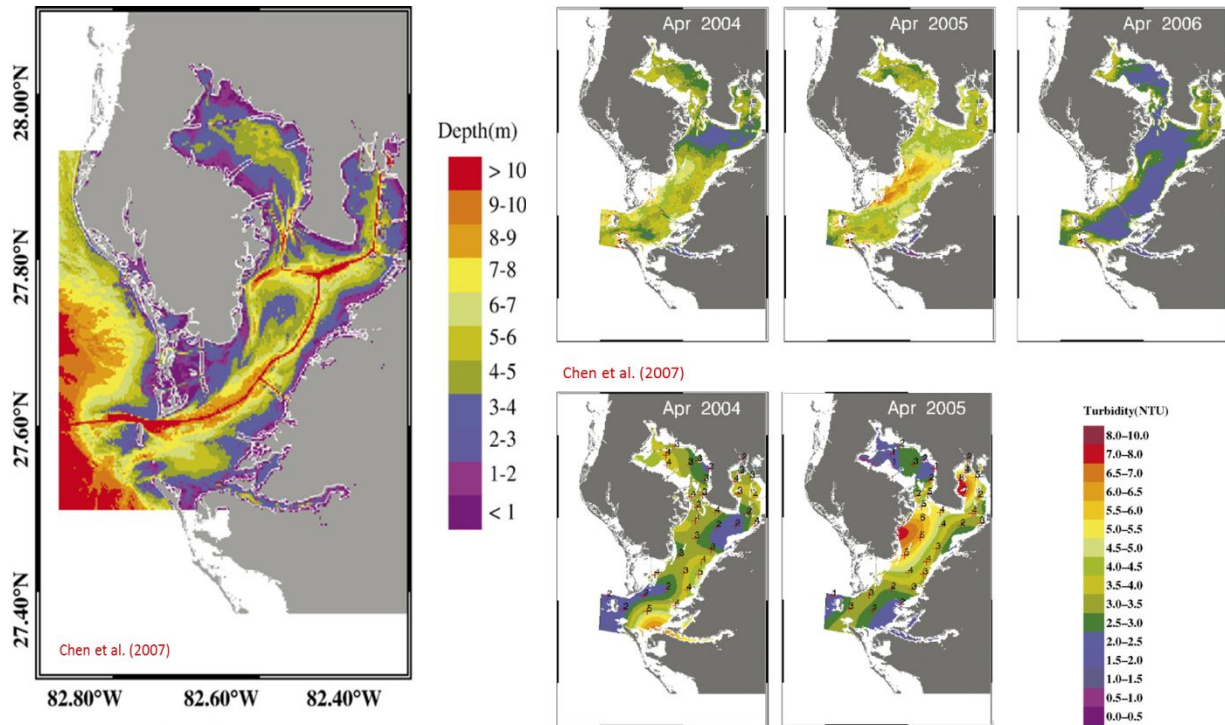 28.00°N
27.80°N
27.60°N
27.40°N
82.80°W
82.60°W
82.40°W
Chen et al. (2007)
Depth(m)
> 10
9-10
8-9
7-8
6-7
5-6
4-5
3-4
2-3
1-2
< 1
Apr 2004
Apr 2005
Apr 2006
Chen et al. (2007)
Apr 2004
Apr 2005
Turbidity(NTU)
8.0–10.0
7.0–8.0
6.5–7.0
6.0–6.5
5.5–6.0
5.0–5.5
4.5–5.0
4.0–4.5
3.5–4.0
3.0–3.5
2.5–3.0
2.0–2.5
1.5–2.0
1.0–1.5
0.5–1.0
0.0–0.5